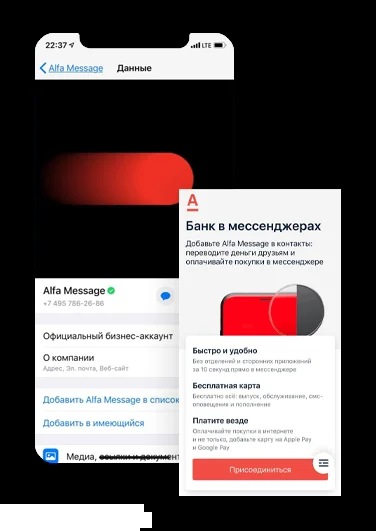 22:37
LTE
Alfa Message
Данные
Alfa Message
+7 495 786-26-86
Официальный бизнес-аккаунт
О компании
Адрес, Эл. почта, Веб-сайт
Добавить Alfa Message в список
Добавить в имеющийся
Медиа, ссылки и документ
А
Банк в мессенджерах
Добавьте Alfa Message в контакты:
переводите деньги друзьям и
оплачивайте покупки в мессенджере
Быстро и удобно
Без отделений и сторонних приложений
за 10 секунд прямо в мессенджере
Бесплатная карта
Бесплатно всё: выпуск, обслуживание, смс-
оповещения и пополнение
Платите везде
Оплачивайте покупки в интернете
и не только, добавьте карту на Apple Pay
и Google Pay
Присоединиться